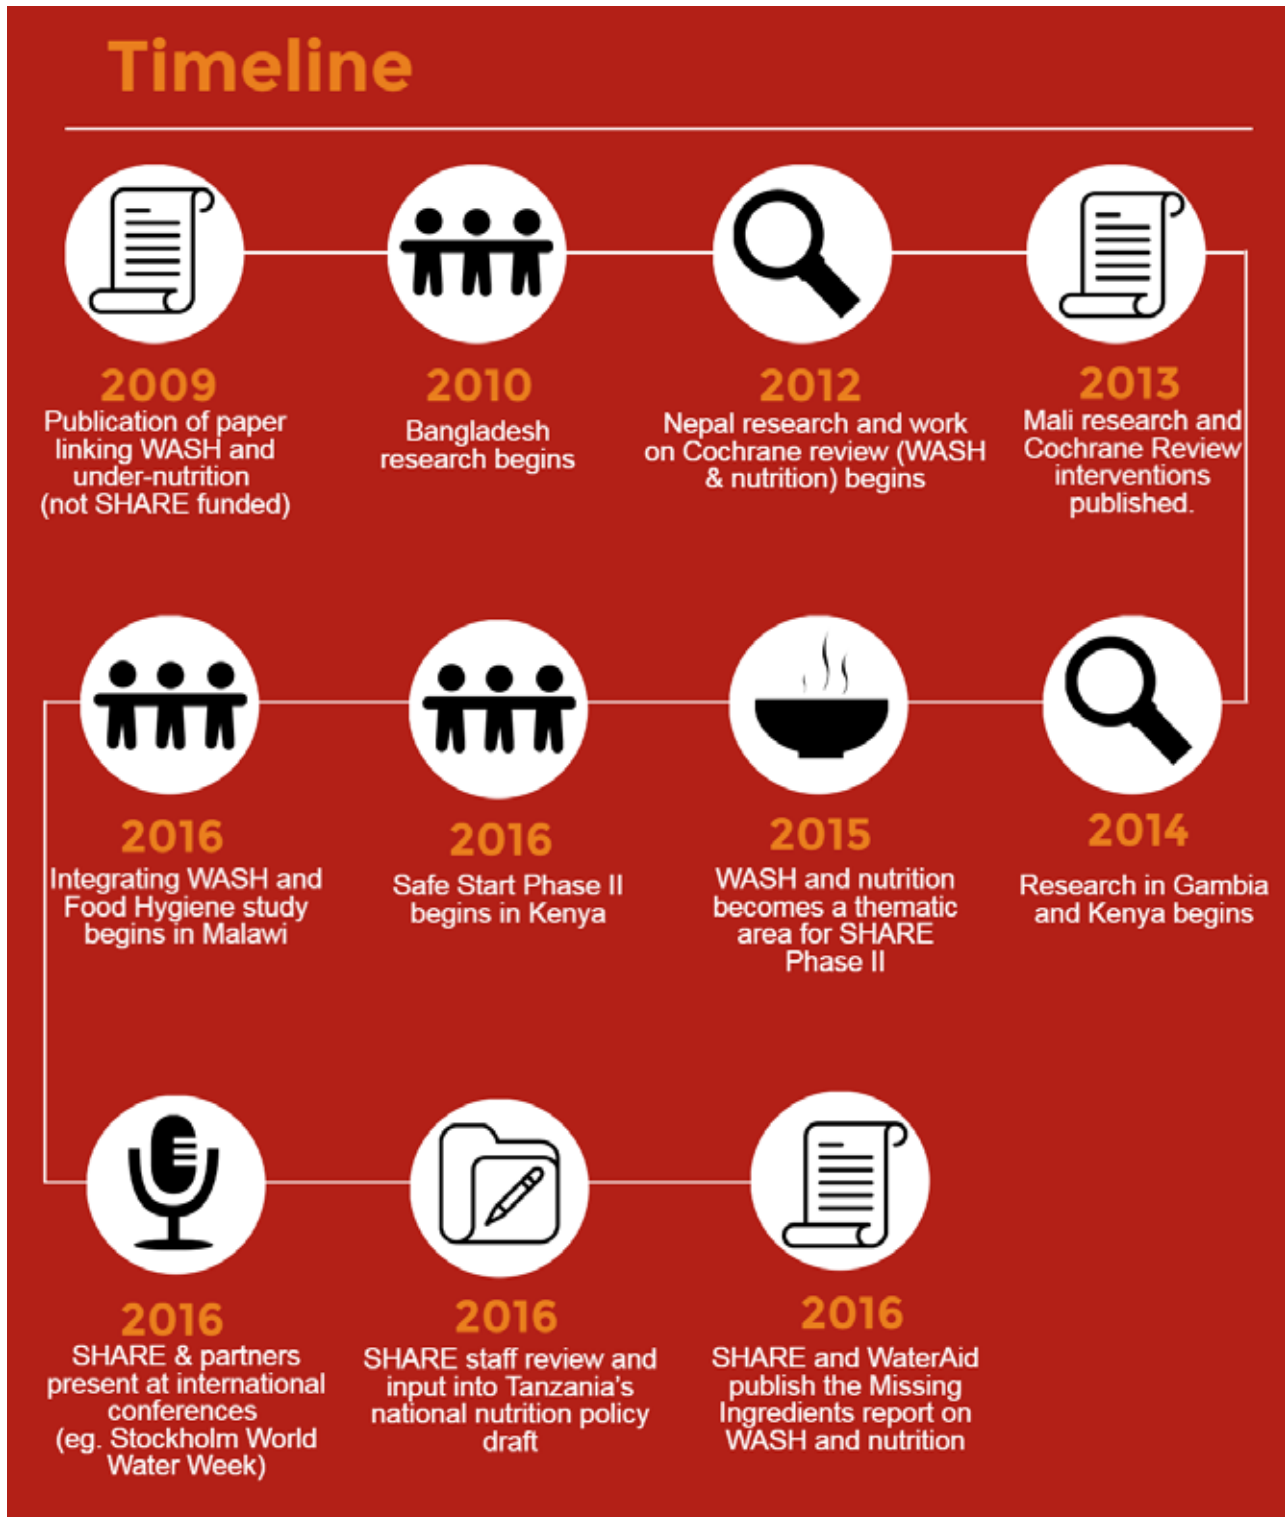 Timeline
2009
Publication of paper
linking WASH and
under-nutrition
(not SHARE funded)
2010
Bangladesh
research begins
2012
Nepal research and work
on Cochrane review (WASH
& nutrition) begins
2013
Mali research and
Cochrane Review
interventions
published.
2016
Integrating WASH and
Food Hygiene study
begins in Malawi
2016
Safe Start Phase II
begins in Kenya
2015
WASH and nutrition
becomes a thematic
area for SHARE
Phase II
2014
Research in Gambia
and Kenya begins
2016
SHARE & partners
present at international
conferences
(eg. Stockholm World
Water Week)
2016
SHARE staff review and
input into Tanzania's
national nutrition policy
draft
2016
SHARE and WaterAid
publish the Missing
Ingredients report on
WASH and nutrition